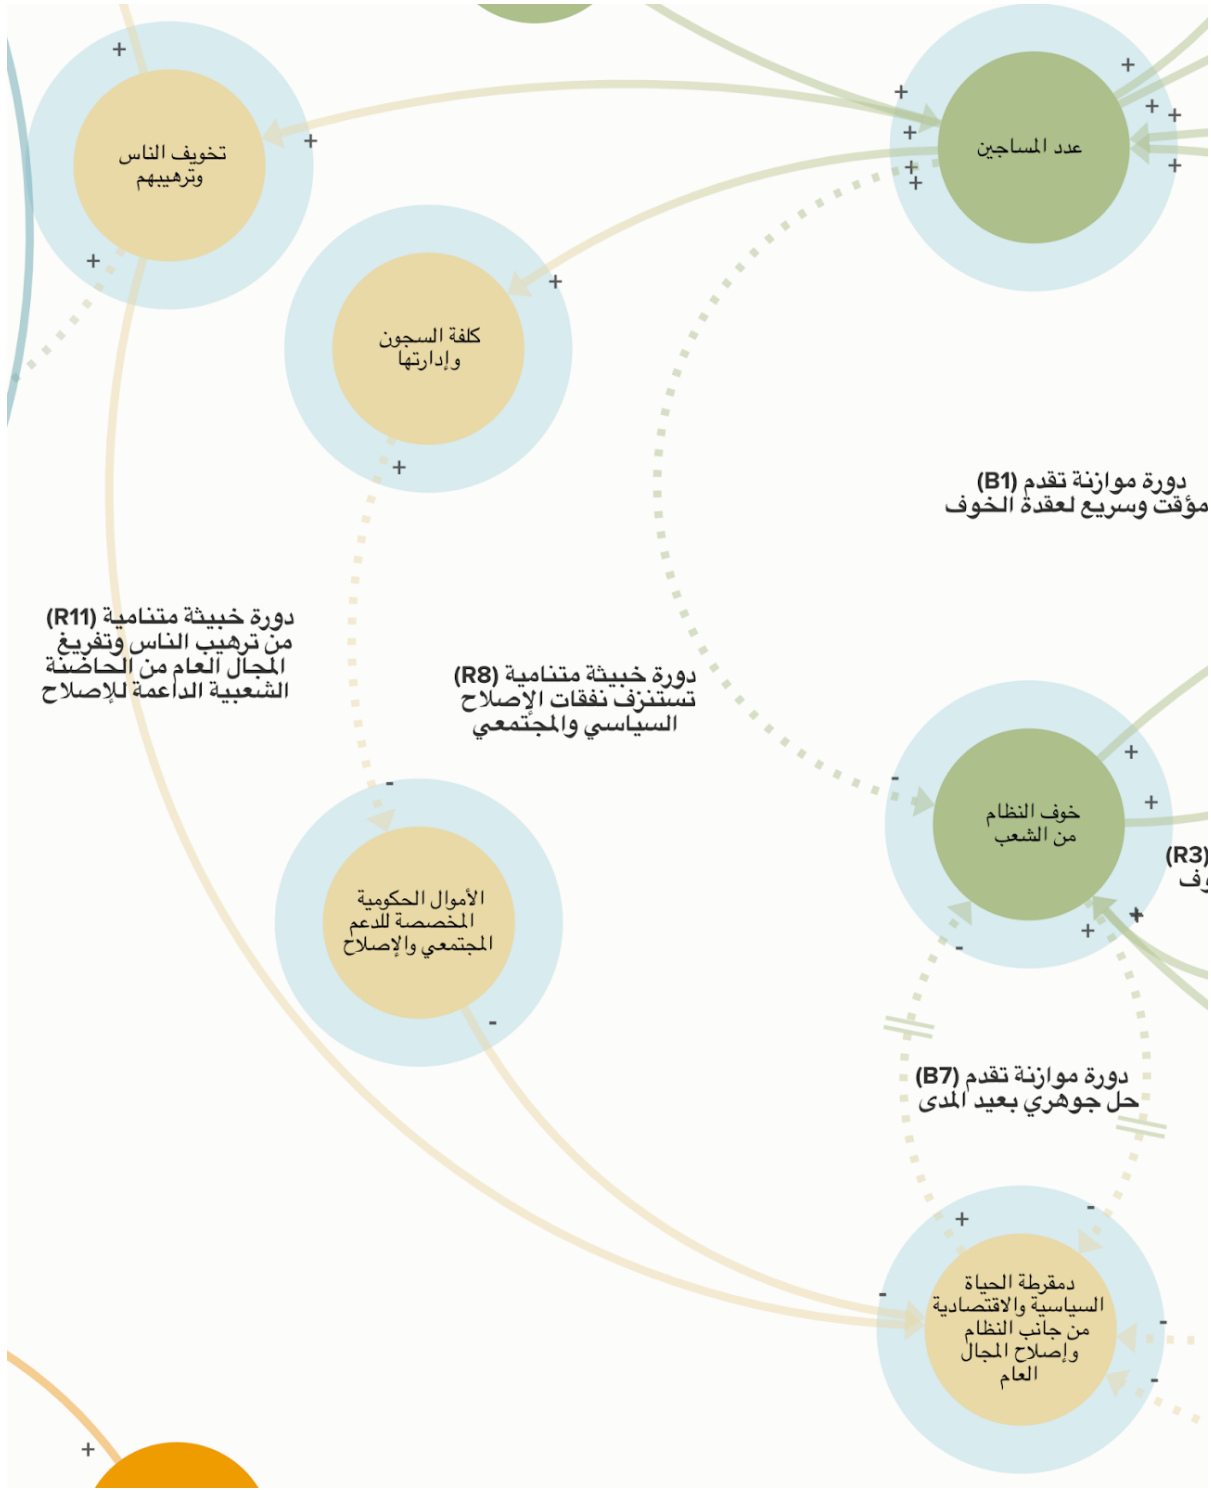 عدد المساجين
تخويف الناس
وترهيبهم
كلفة السجون
وإدارتها
دورة موازنة تقدم (B1)
مؤقت وسريع لعقدة الخوف
دورة خبيثة متنامية (R11)
من ترهيب الناس وتفريغ
المجال العام من الحاضنة
الشعبية الداعمة للإصلاح
دورة خبيثة متنامية (R8)
تستنزف نفقات الإصلاح
السياسي والمجتمعي
خوف النظام
من الشعب
(R3)
الأموال الحكومية
المخصصة للدعم
المجتمعي والإصلاح
دورة موازنة تقدم (B7)
حل جوهري بعيد المدى
دمقرطة الحياة
السياسية والاقتصادية
من جانب النظام
وإصلاح المجال
العام